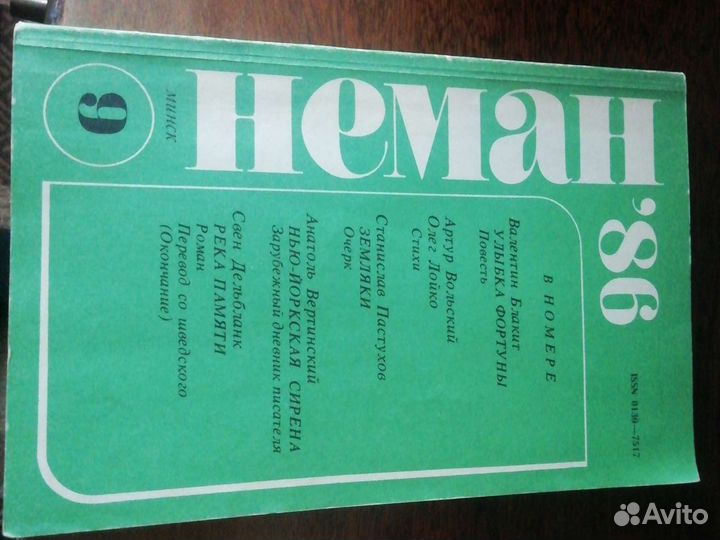 неман
'86
ISSN 0130—7517
В НОМЕРЕ
Валентин Блакит
УЛЫБКА ФОРТУНЫ
Повесть
Артур Вольский
Олег Лойко
Стихи
Станислав Пастухов
ЗЕМЛЯКИ
Очерк
Анатоль Вертинский
НЬЮ-ЙОРКСКАЯ СИРЕНА
Зарубежный дневник писателя
Свен Дельбланк
РЕКА ПАМЯТИ
Роман
Перевод со шведского
(Окончание)
МИНСК
6
Avito